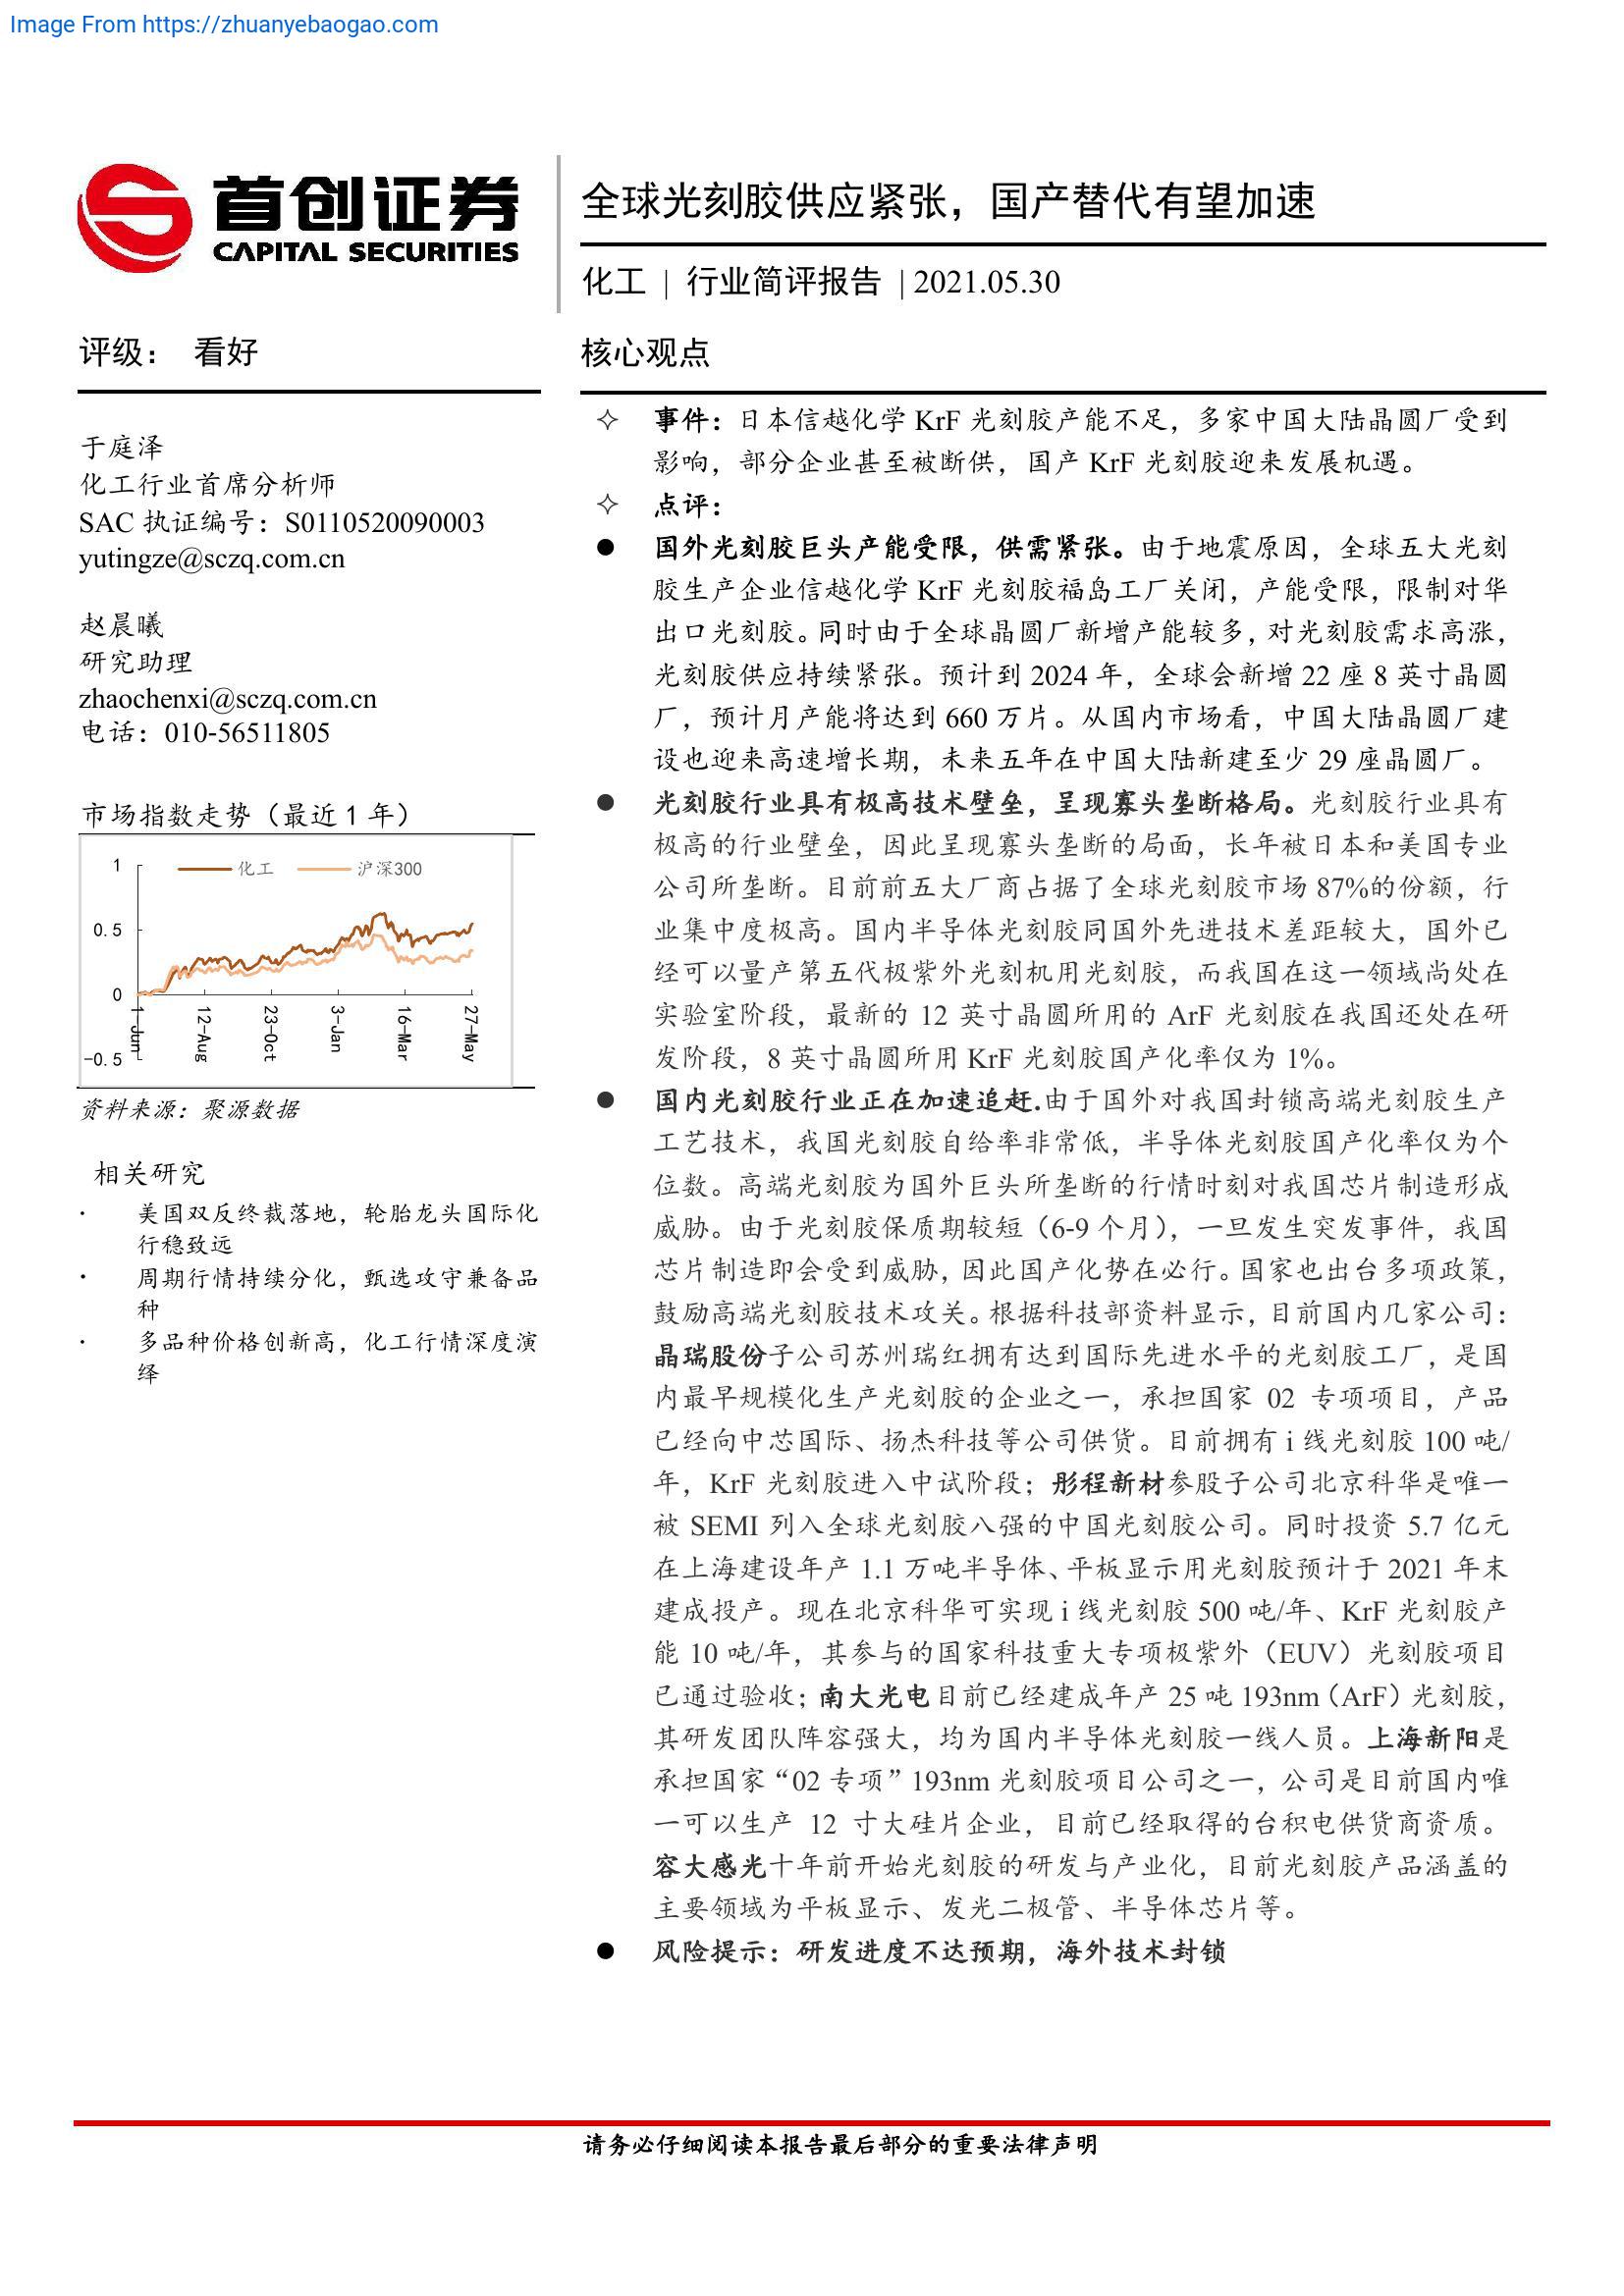 Image From https://zhuanyebaogao.com
首创证券
CAPITAL SECURITIES
全球光刻胶供应紧张，国产替代有望加速
化工 | 行业简评报告 | 2021.05.30
评级： 看好
于庭泽
化工行业首席分析师
SAC 执证编号：S0110520090003
yutingze@sczq.com.cn
赵晨曦
研究助理
zhaochenxi@sczq.com.cn
电话：010-56511805
市场指数走势（最近 1 年）
化工 沪深300
1
0.5
0
-0.5
1-Jun 12-Aug 23-Oct 3-Jan 16-Mar 27-May
资料来源：聚源数据
相关研究
· 美国双反终裁落地，轮胎龙头国际化
行稳致远
· 周期行情持续分化，甄选攻守兼备品
种
· 多品种价格创新高，化工行情深度演
绎
核心观点
✧ 事件：日本信越化学 KrF 光刻胶产能不足，多家中国大陆晶圆厂受到
影响，部分企业甚至被断供，国产 KrF 光刻胶迎来发展机遇。
✧ 点评：
● 国外光刻胶巨头产能受限，供需紧张。由于地震原因，全球五大光刻
胶生产企业信越化学 KrF 光刻胶福岛工厂关闭，产能受限，限制对华
出口光刻胶。同时由于全球晶圆厂新增产能较多，对光刻胶需求高涨，
光刻胶供应持续紧张。预计到 2024 年，全球会新增 22 座 8 英寸晶圆
厂，预计月产能将达到 660 万片。从国内市场看，中国大陆晶圆厂建
设也迎来高速增长期，未来五年在中国大陆新建至少 29 座晶圆厂。
● 光刻胶行业具有极高技术壁垒，呈现寡头垄断格局。光刻胶行业具有
极高的行业壁垒，因此呈现寡头垄断的局面，长年被日本和美国专业
公司所垄断。目前前五大厂商占据了全球光刻胶市场 87%的份额，行
业集中度极高。国内半导体光刻胶同国外先进技术差距较大，国外已
经可以量产第五代极紫外光刻机用光刻胶，而我国在这一领域尚处在
实验室阶段，最新的 12 英寸晶圆所用的 ArF 光刻胶在我国还处在研
发阶段，8 英寸晶圆所用 KrF 光刻胶国产化率仅为 1%。
● 国内光刻胶行业正在加速追赶.由于国外对我国封锁高端光刻胶生产
工艺技术，我国光刻胶自给率非常低，半导体光刻胶国产化率仅为个
位数。高端光刻胶为国外巨头所垄断的行情时刻对我国芯片制造形成
威胁。由于光刻胶保质期较短（6-9 个月），一旦发生突发事件，我国
芯片制造即会受到威胁，因此国产化势在必行。国家也出台多项政策，
鼓励高端光刻胶技术攻关。根据科技部资料显示，目前国内几家公司：
晶瑞股份子公司苏州瑞红拥有达到国际先进水平的光刻胶工厂，是国
内最早规模化生产光刻胶的企业之一，承担国家 02 专项项目，产品
已经向中芯国际、扬杰科技等公司供货。目前拥有 i 线光刻胶 100 吨/
年，KrF 光刻胶进入中试阶段；彤程新材参股子公司北京科华是唯一
被 SEMI 列入全球光刻胶八强的中国光刻胶公司。同时投资 5.7 亿元
在上海建设年产 1.1 万吨半导体、平板显示用光刻胶预计于 2021 年末
建成投产。现在北京科华可实现 i 线光刻胶 500 吨/年、KrF 光刻胶产
能 10 吨/年，其参与的国家科技重大专项极紫外（EUV）光刻胶项目
已通过验收；南大光电目前已经建成年产 25 吨 193nm（ArF）光刻胶，
其研发团队阵容强大，均为国内半导体光刻胶一线人员。上海新阳是
承担国家“02 专项”193nm 光刻胶项目公司之一，公司是目前国内唯
一可以生产 12 寸大硅片企业，目前已经取得的台积电供货商资质。
容大感光十年前开始光刻胶的研发与产业化，目前光刻胶产品涵盖的
主要领域为平板显示、发光二极管、半导体芯片等。
● 风险提示：研发进度不达预期，海外技术封锁
请务必仔细阅读本报告最后部分的重要法律声明